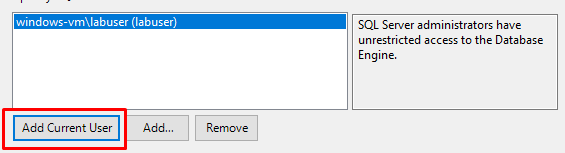 windows-vm\labuser (labuser)
SQL Server administrators have
unrestricted access to the Database
Engine.
Add Current User
Add...
Remove